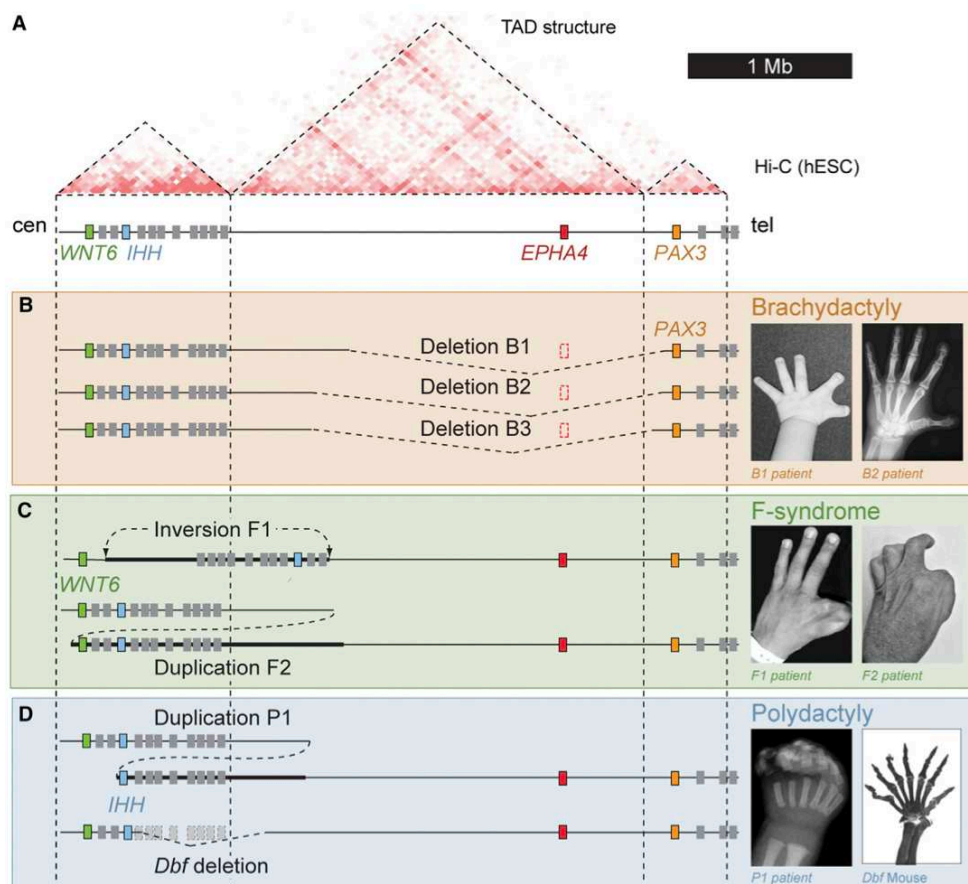 A
TAD structure
1 Mb
Hi-C (hESC)
cen
tel
WNT6 IHH
EPHA4
PAX3
B
Brachydactyly
PAX3
Deletion B1
Deletion B2
Deletion B3
B1 patient
B2 patient
C
F-syndrome
Inversion F1
WNT6
Duplication F2
F1 patient
F2 patient
D
Duplication P1
Polydactyly
IHH
Dbf deletion
P1 patient
Dbf Mouse